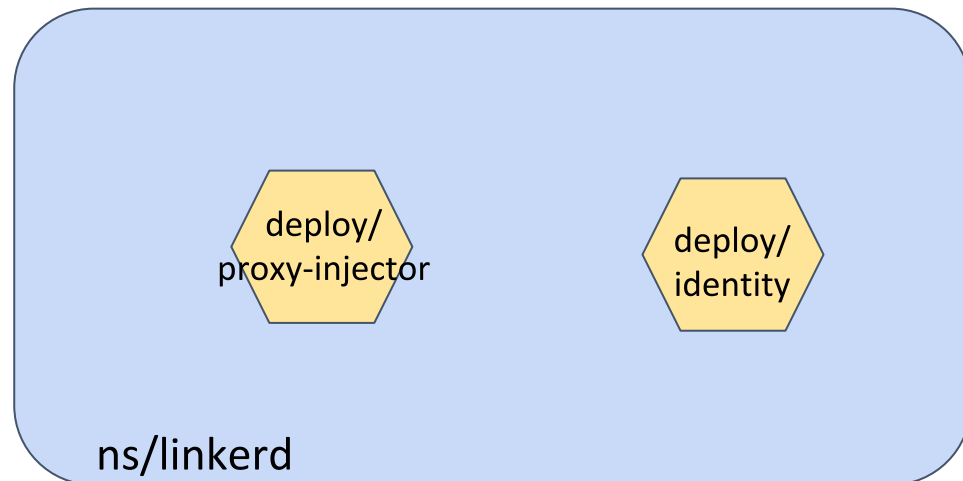 deploy/
proxy-injector
deploy/
identity
ns/linkerd